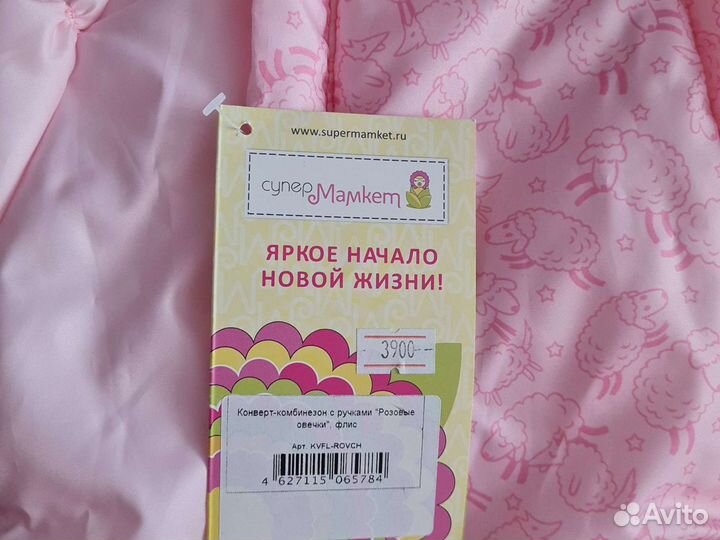 www.supermamket.ru
супер
Мамкет
ЯРКОЕ НАЧАЛО
НОВОЙ ЖИЗНИ!
3900
Конверт-комбинезон с ручками "Розовые
овечки", флис
Арт. KVFL-ROVCH
4 627115 065784
Avito